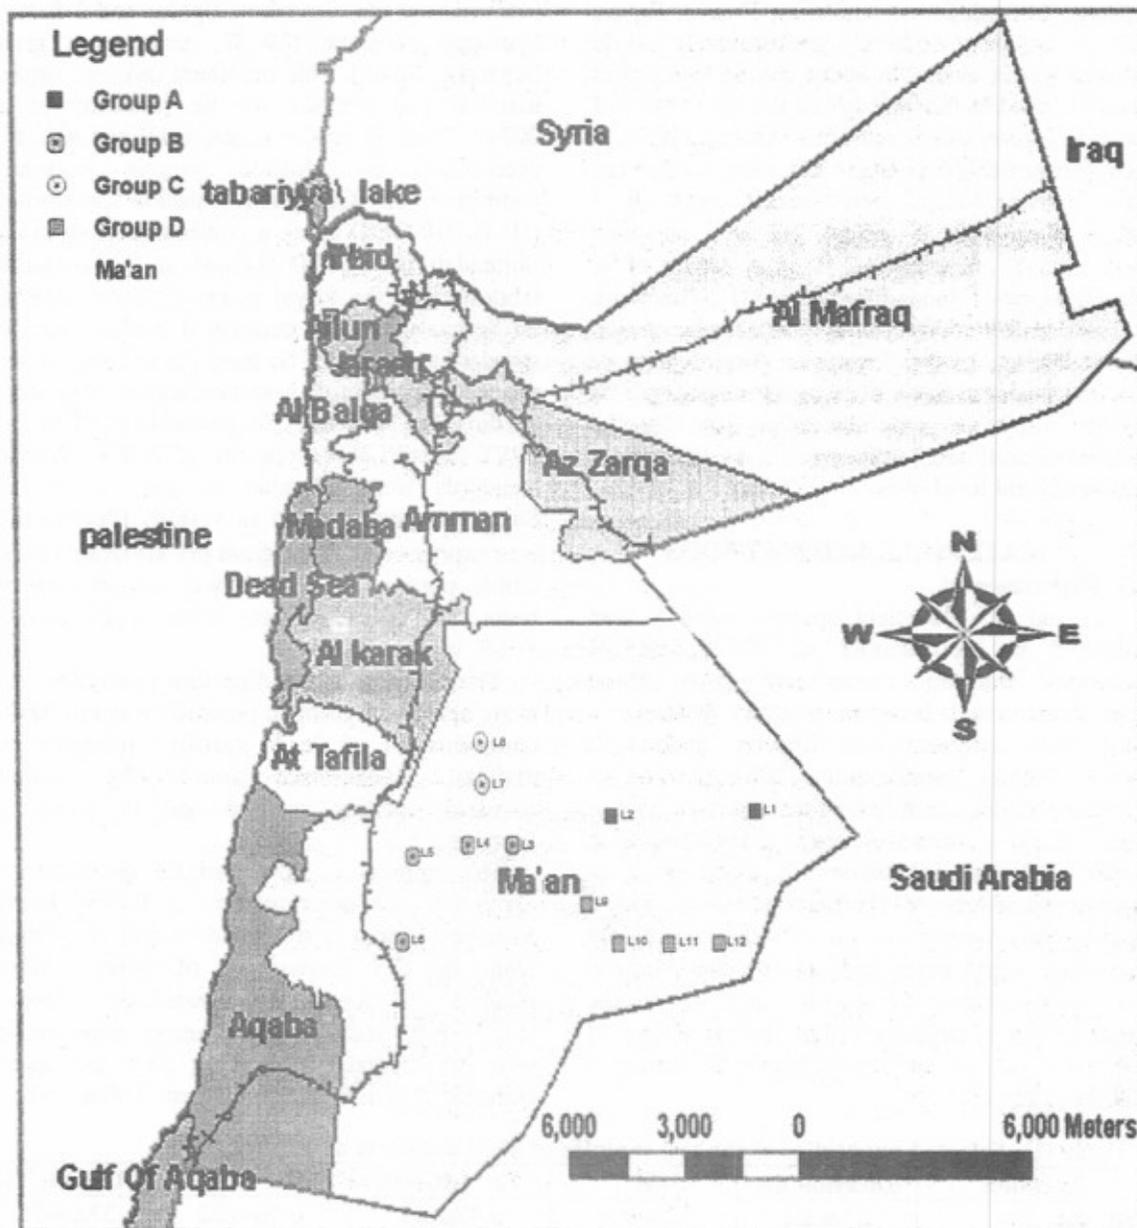 Legend
Group A
Group B
Group C
Group D
Ma'an
Syria
Iraq
tabariyya\ lake
Irbid
Ajlun
Jarash
Al Mafraq
Al Balqa
Az Zarqa
palestine
Madaba
Amman
Dead Sea
N
W
E
S
Al karak
At Tafila
L8
L7
L2
L1
L5
L4
L3
Ma'an
Saudi Arabia
L9
L6
L10
L11
L12
Aqaba
6,000 3,000 0 6,000 Meters
Gulf Of Aqaba